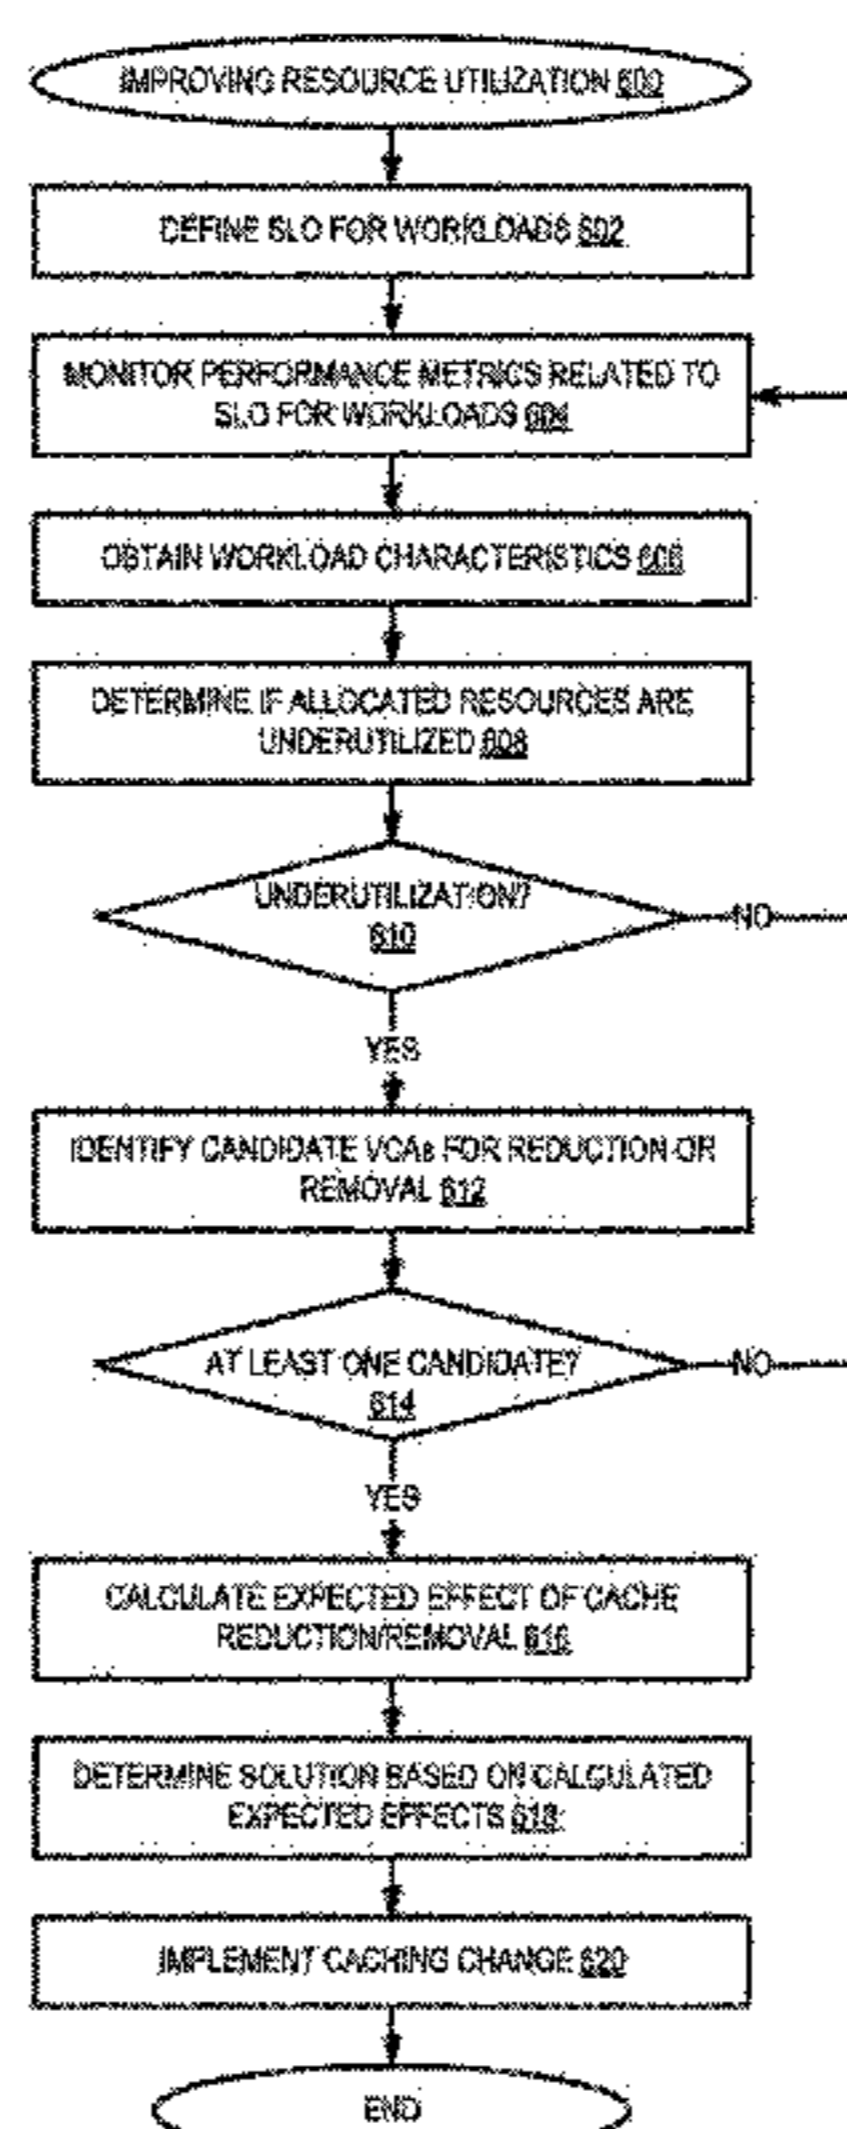 IMPROVING RESOURCE UTILIZATION 600
DEFINE SLO FOR WORKLOADS 602
MONITOR PERFORMANCE METRICS RELATED TO
SLO FOR WORKLOADS 604
OBTAIN WORKLOAD CHARACTERISTICS 606
DETERMINE IF ALLOCATED RESOURCES ARE
UNDERUTILIZED 608
UNDERUTILIZATION?
610
NO
YES
IDENTIFY CANDIDATE VCAs FOR REDUCTION OR
REMOVAL 612
AT LEAST ONE CANDIDATE?
614
NO
YES
CALCULATE EXPECTED EFFECT OF CACHE
REDUCTION/REMOVAL 616
DETERMINE SOLUTION BASED ON CALCULATED
EXPECTED EFFECTS 618
IMPLEMENT CACHING CHANGE 620
END